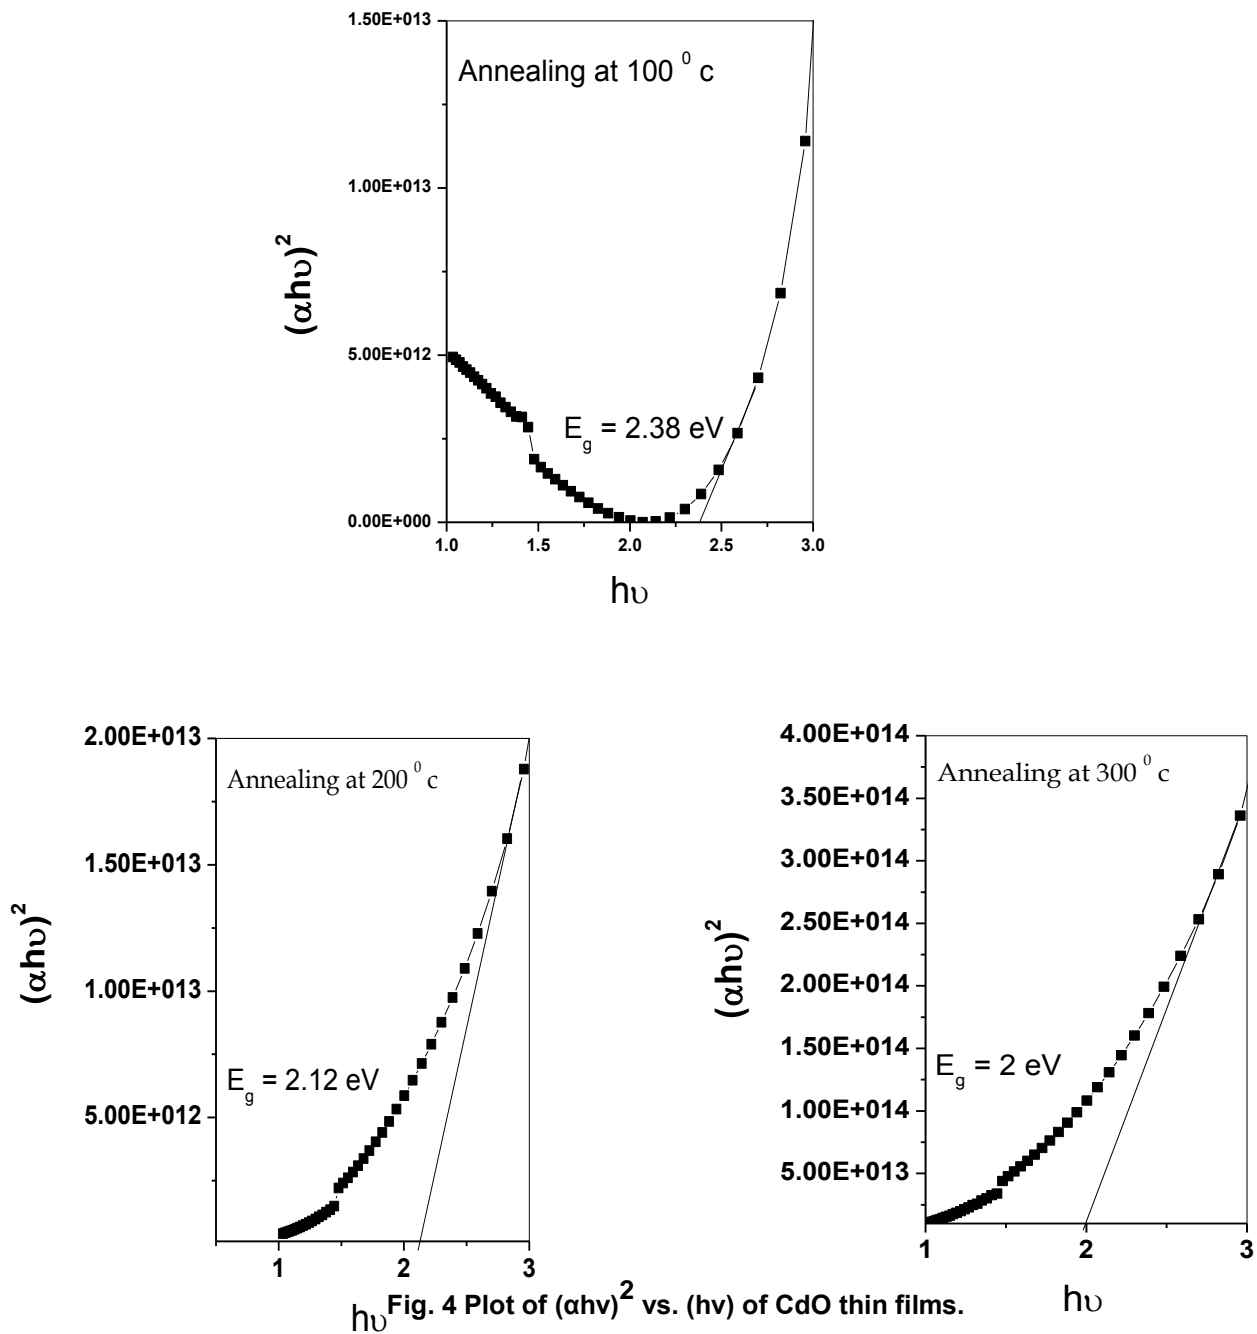 1.50E+013
Annealing at 100 ⁰ c
1.00E+013
(αhυ)²
5.00E+012
E_g = 2.38 eV
0.00E+000
1.0 1.5 2.0 2.5 3.0
hυ
2.00E+013
Annealing at 200 ⁰ c
1.50E+013
(αhυ)²
1.00E+013
E_g = 2.12 eV
5.00E+012
1 2 3
hυ
4.00E+014
Annealing at 300 ⁰ c
3.50E+014
3.00E+014
2.50E+014
(αhυ)²
2.00E+014
1.50E+014
E_g = 2 eV
1.00E+014
5.00E+013
1 2 3
hυ
Fig. 4 Plot of (αhν)² vs. (hν) of CdO thin films.